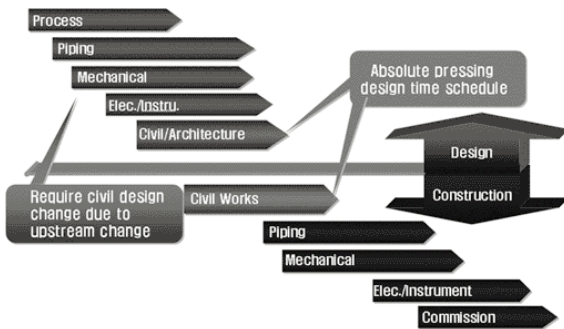 Process
Piping
Mechanical
Elec./Instru.
Civil/Architecture
Absolute pressing
design time schedule
Design
Construction
Require civil design
change due to
upstream change
Civil Works
Piping
Mechanical
Elec./Instrument
Commission